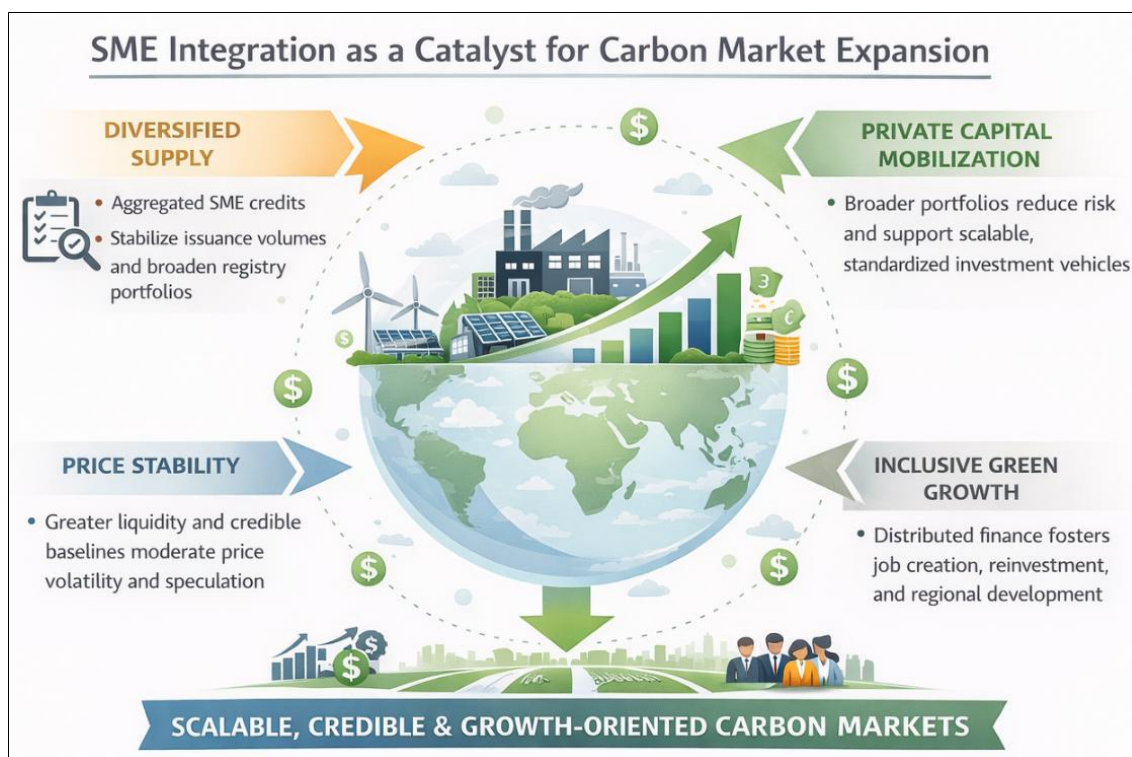 SME Integration as a Catalyst for Carbon Market Expansion
DIVERSIFIED
SUPPLY
• Aggregated SME credits
• Stabilize issuance volumes
and broaden registry
portfolios
PRIVATE CAPITAL
MOBILIZATION
• Broader portfolios reduce risk
and support scalable,
standardized investment vehicles
$
$
$
$
$
$
3
€
PRICE STABILITY
• Greater liquidity and credible
baselines moderate price
volatility and speculation
INCLUSIVE GREEN
GROWTH
• Distributed finance fosters
job creation, reinvestment,
and regional development
$
$
SCALABLE, CREDIBLE & GROWTH-ORIENTED CARBON MARKETS